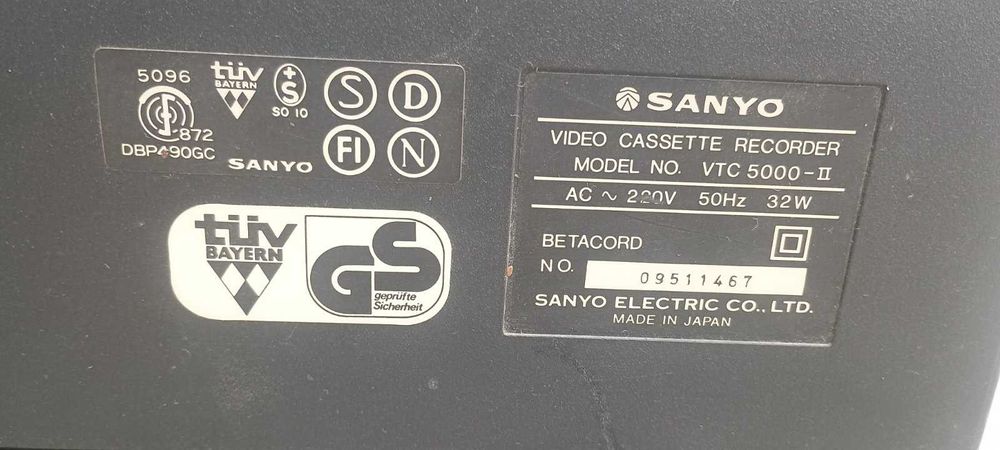 5096
872
DBP490GC
tüv
BAYERN
+
S
SO 10
SANYO
S
D
FI
N
tüv
BAYERN
GS
geprüfte
Sicherheit
SANYO
VIDEO CASSETTE RECORDER
MODEL NO. VTC 5000-II
AC ~ 220V 50Hz 32W
BETACORD
NO. 09511467
SANYO ELECTRIC CO., LTD.
MADE IN JAPAN